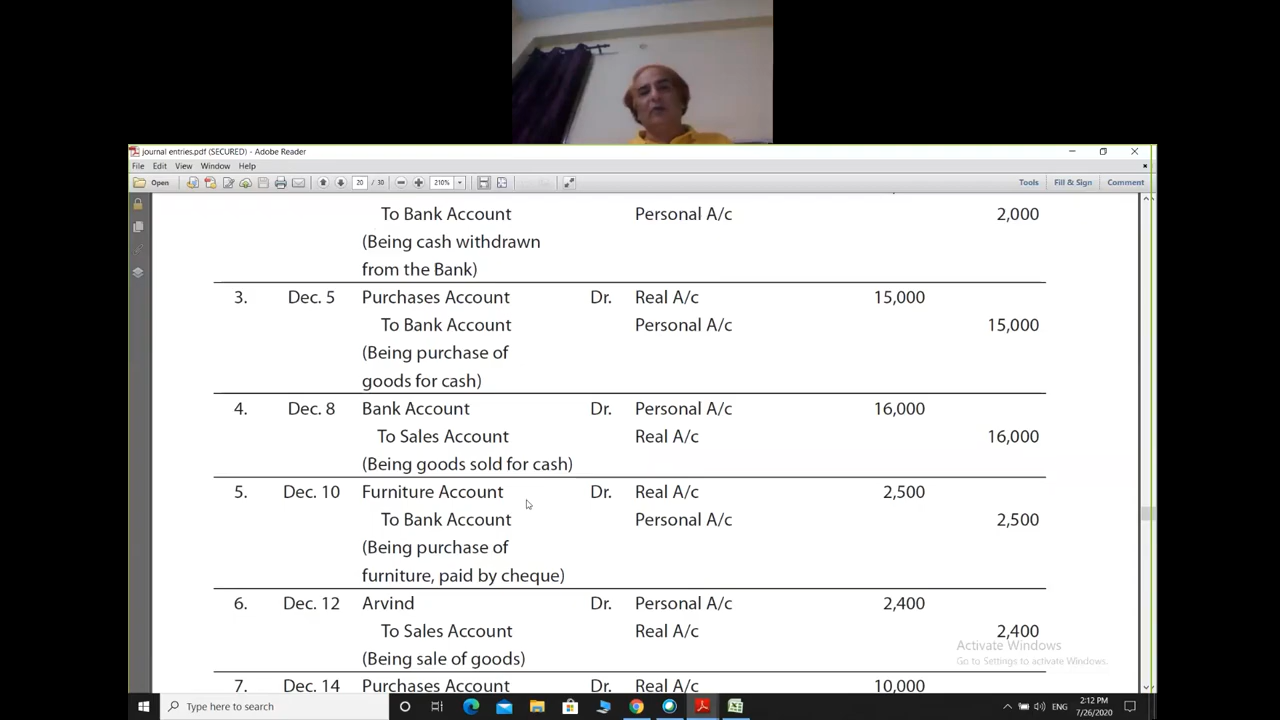 journal entries.pdf (SECURED) - Adobe Reader
File Edit View Window Help
Open 20 / 30 210% Tools Fill & Sign Comment
To Bank Account Personal A/c 2,000
(Being cash withdrawn
from the Bank)
3. Dec. 5 Purchases Account Dr. Real A/c 15,000
To Bank Account Personal A/c 15,000
(Being purchase of
goods for cash)
4. Dec. 8 Bank Account Dr. Personal A/c 16,000
To Sales Account Real A/c 16,000
(Being goods sold for cash)
5. Dec. 10 Furniture Account Dr. Real A/c 2,500
To Bank Account Personal A/c 2,500
(Being purchase of
furniture, paid by cheque)
6. Dec. 12 Arvind Dr. Personal A/c 2,400
To Sales Account Real A/c 2,400
(Being sale of goods)
Activate Windows
Go to Settings to activate Windows.
7. Dec. 14 Purchases Account Dr. Real A/c 10,000
Type here to search
ENG
2:12 PM
7/26/2020